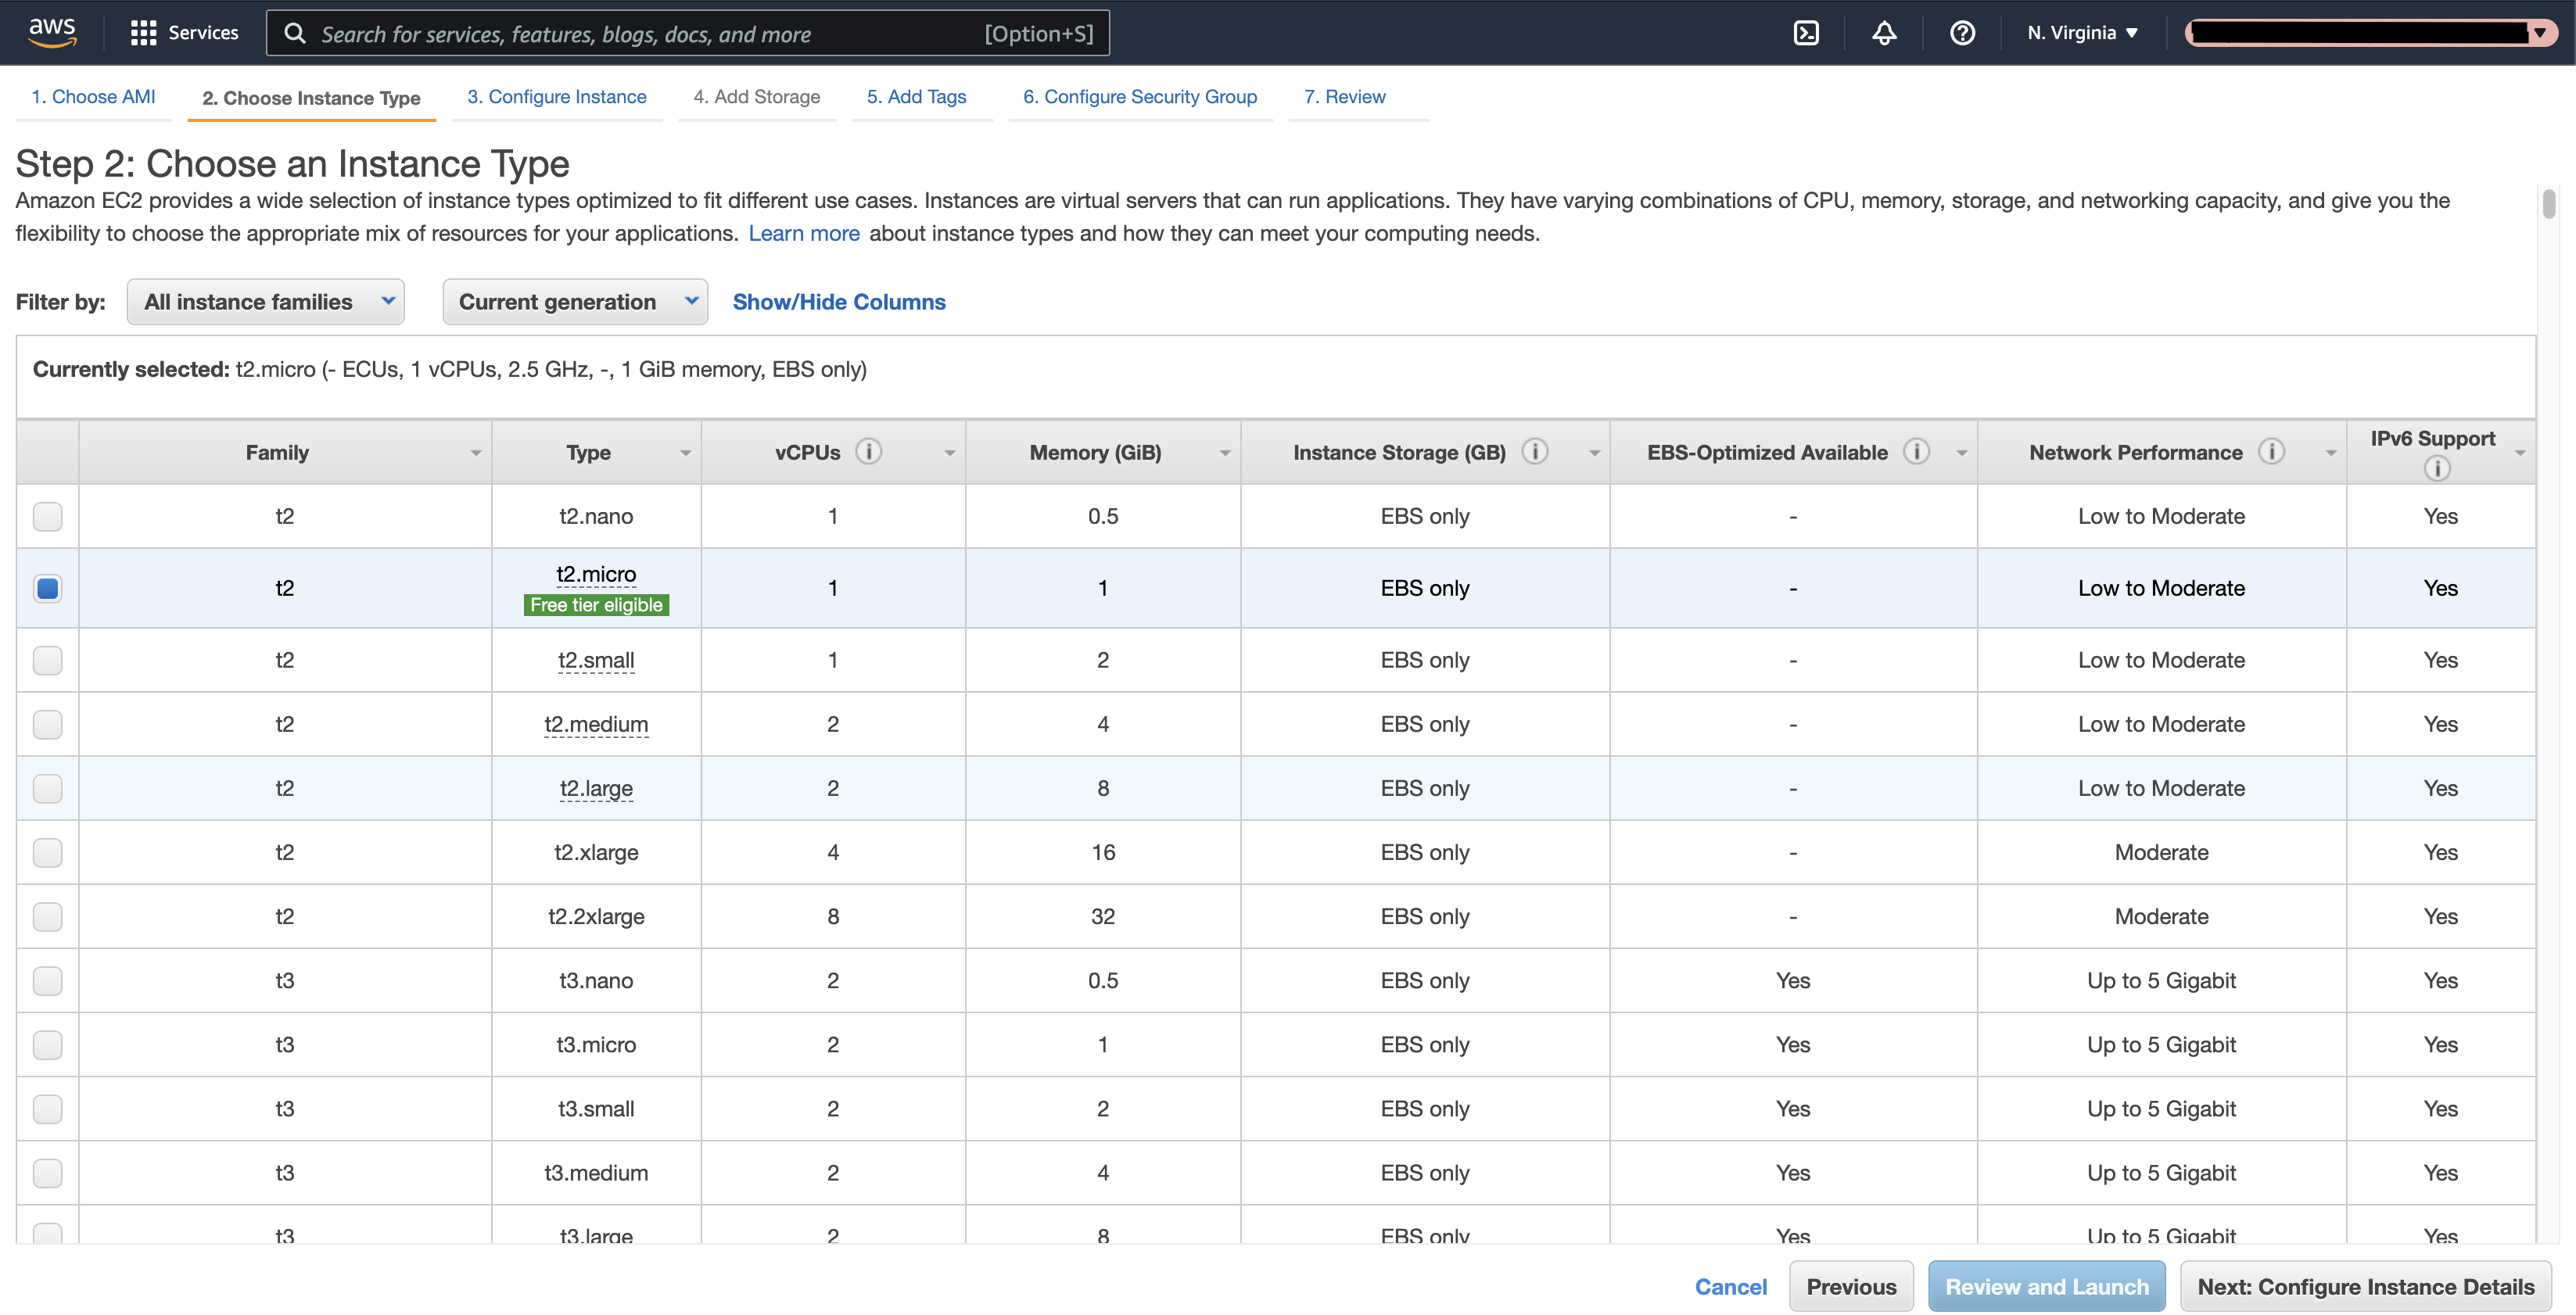 aws Services Search for services, features, blogs, docs, and more [Option+S] N. Virginia
1. Choose AMI 2. Choose Instance Type 3. Configure Instance 4. Add Storage 5. Add Tags 6. Configure Security Group 7. Review
Step 2: Choose an Instance Type
Amazon EC2 provides a wide selection of instance types optimized to fit different use cases. Instances are virtual servers that can run applications. They have varying combinations of CPU, memory, storage, and networking capacity, and give you the
flexibility to choose the appropriate mix of resources for your applications. Learn more about instance types and how they can meet your computing needs.
Filter by: All instance families Current generation Show/Hide Columns
Currently selected: t2.micro (- ECUs, 1 vCPUs, 2.5 GHz, -, 1 GiB memory, EBS only)
Family Type vCPUs Memory (GiB) Instance Storage (GB) EBS-Optimized Available Network Performance IPv6 Support
t2 t2.nano 1 0.5 EBS only - Low to Moderate Yes
t2 t2.micro 1 1 EBS only - Low to Moderate Yes
Free tier eligible
t2 t2.small 1 2 EBS only - Low to Moderate Yes
t2 t2.medium 2 4 EBS only - Low to Moderate Yes
t2 t2.large 2 8 EBS only - Low to Moderate Yes
t2 t2.xlarge 4 16 EBS only - Moderate Yes
t2 t2.2xlarge 8 32 EBS only - Moderate Yes
t3 t3.nano 2 0.5 EBS only Yes Up to 5 Gigabit Yes
t3 t3.micro 2 1 EBS only Yes Up to 5 Gigabit Yes
t3 t3.small 2 2 EBS only Yes Up to 5 Gigabit Yes
t3 t3.medium 2 4 EBS only Yes Up to 5 Gigabit Yes
t3 t3.large 2 8 EBS only Yes Up to 5 Gigabit Yes
Cancel Previous Review and Launch Next: Configure Instance Details